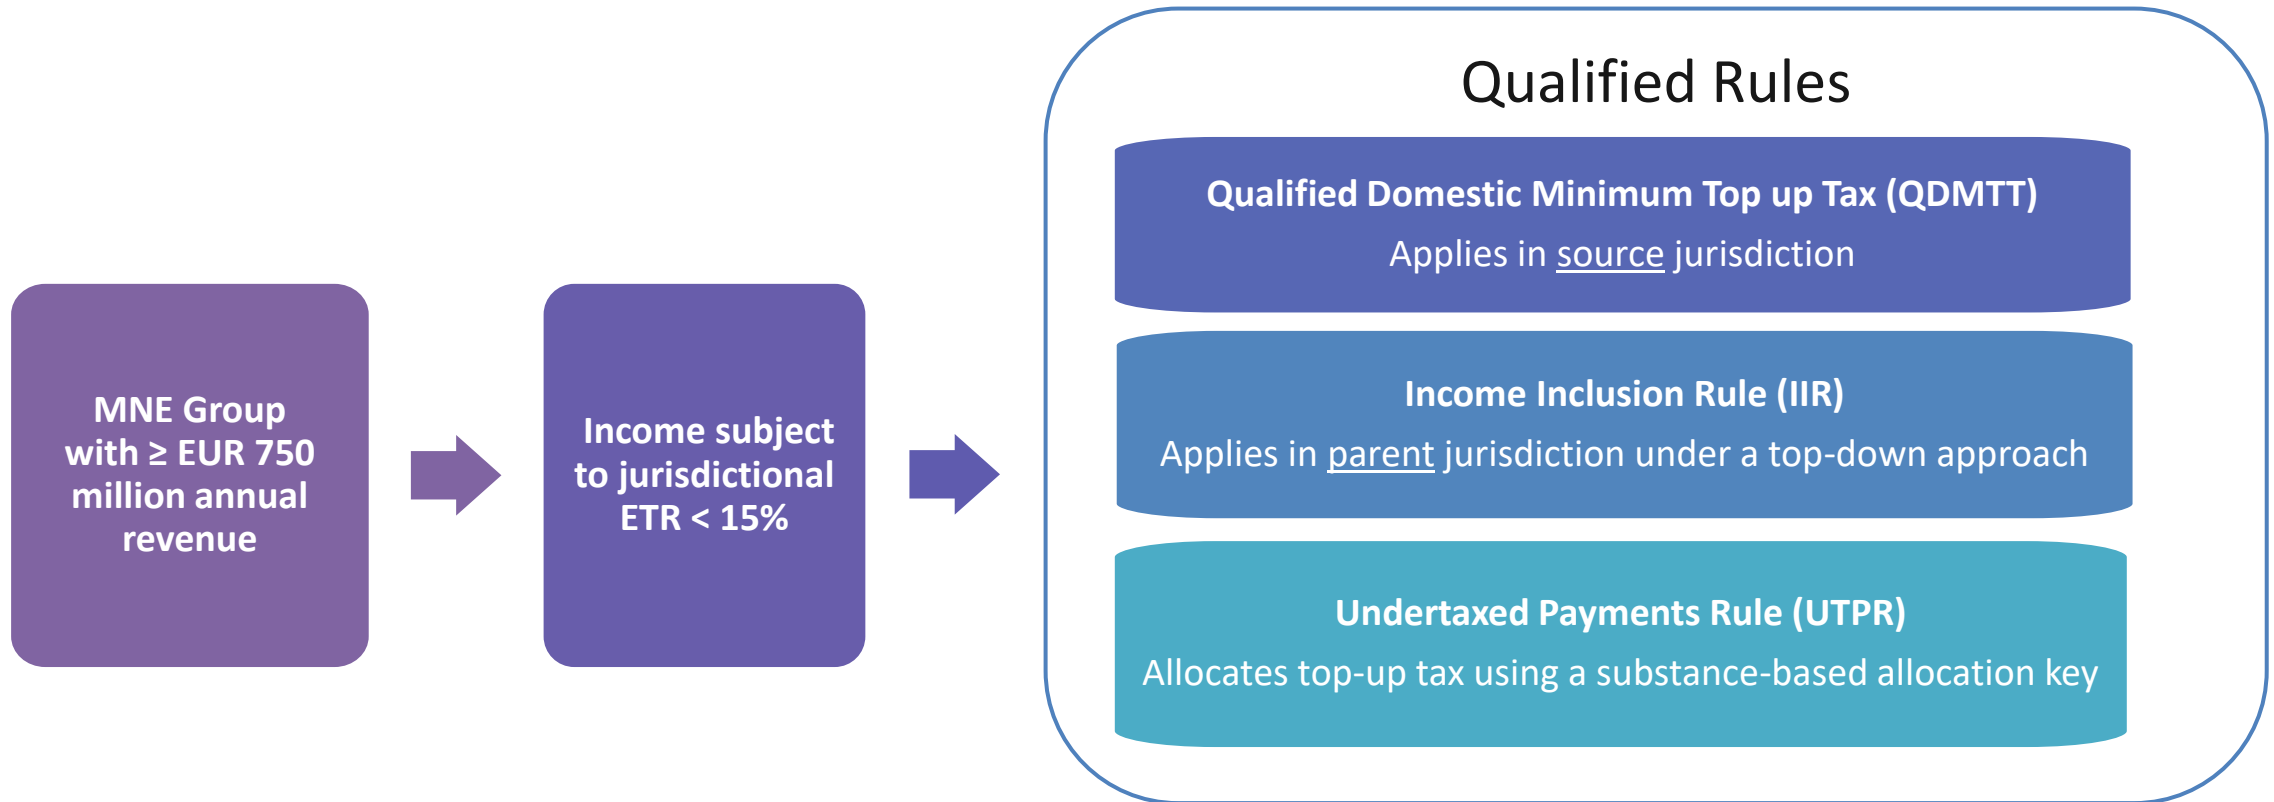 MNE Group
with ≥ EUR 750
million annual
revenue
Income subject
to jurisdictional
ETR < 15%
Qualified Rules
Qualified Domestic Minimum Top up Tax (QDMTT)
Applies in source jurisdiction
Income Inclusion Rule (IIR)
Applies in parent jurisdiction under a top-down approach
Undertaxed Payments Rule (UTPR)
Allocates top-up tax using a substance-based allocation key